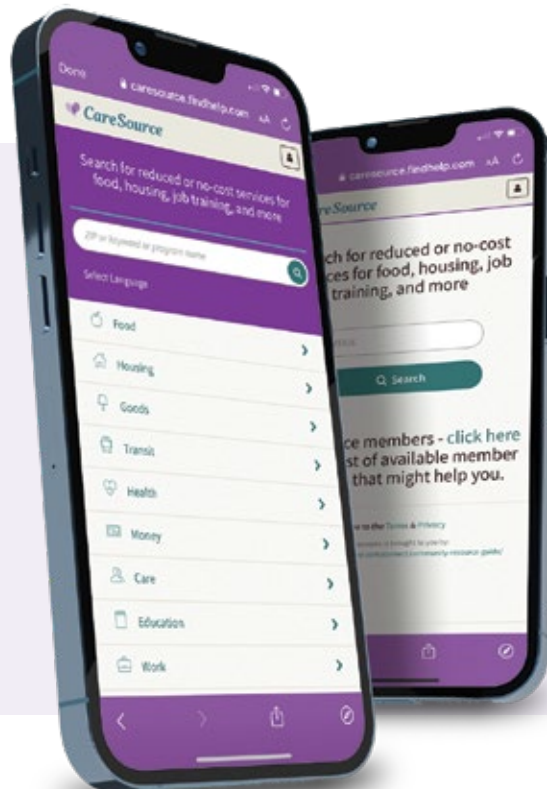 Done
caresource.findhelp.com
AA
CareSource
Search for reduced or no-cost services for
food, housing, job training, and more
ZIP or keyword or program name
Select Language
Food
Housing
Goods
Transit
Health
Money
Care
Education
Work
caresource.findhelp.com
AA
reSource
ch for reduced or no-cost
ces for food, housing, job
training, and more
Search
ce members - click here
st of available member
that might help you.
e to the Terms & Privacy